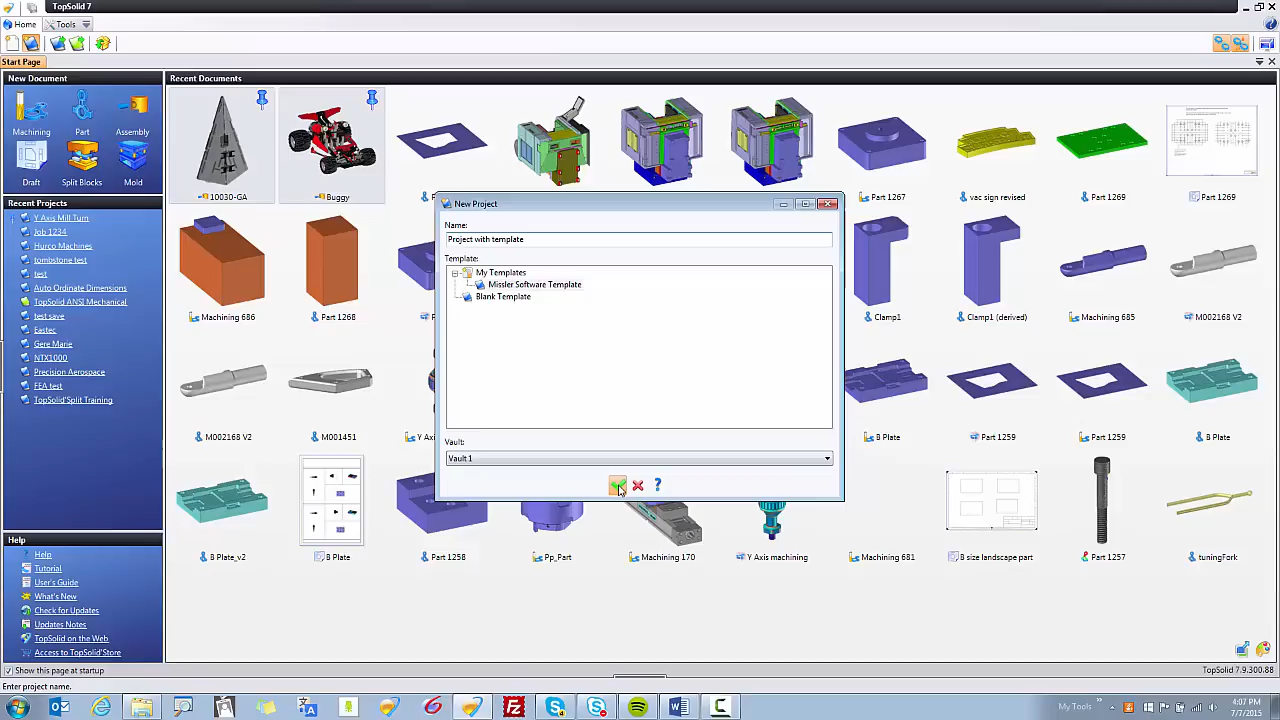 TopSolid 7
Home
Tools
Start Page
New Document
Recent Documents
Machining
Part
Assembly
Draft
Split Blocks
Mold
10030-GA
Buggy
Part 1267
vac sign revised
Part 1269
Part 1269
Recent Projects
Y Axis Mill Turn
Job 1234
Hurco Machines
tombstone test
test
Auto Ordinate Dimensions
TopSolid ANSI Mechanical
test save
Eastec
Gere Marie
NTX1000
Precision Aerospace
FEA test
TopSolid'Split Training
New Project
Name:
Project with template
Template:
My Templates
Missler Software Template
Blank Template
Vault:
Vault 1
Machining 686
Part 1268
Clamp1
Clamp1 (derived)
Machining 685
M002168 V2
M002168 V2
M001451
B Plate
Part 1259
Part 1259
B Plate
B Plate_v2
B Plate
Part 1258
Pp_Part
Machining 170
Y Axis machining
Machining 681
B size landscape part
Part 1257
tuningFork
Help
Help
Tutorial
User's Guide
What's New
Check for Updates
Updates Notes
TopSolid on the Web
Access to TopSolid'Store
Show this page at startup
TopSolid 7.9.300.88
Enter project name.
My Tools
4:07 PM
7/7/2015